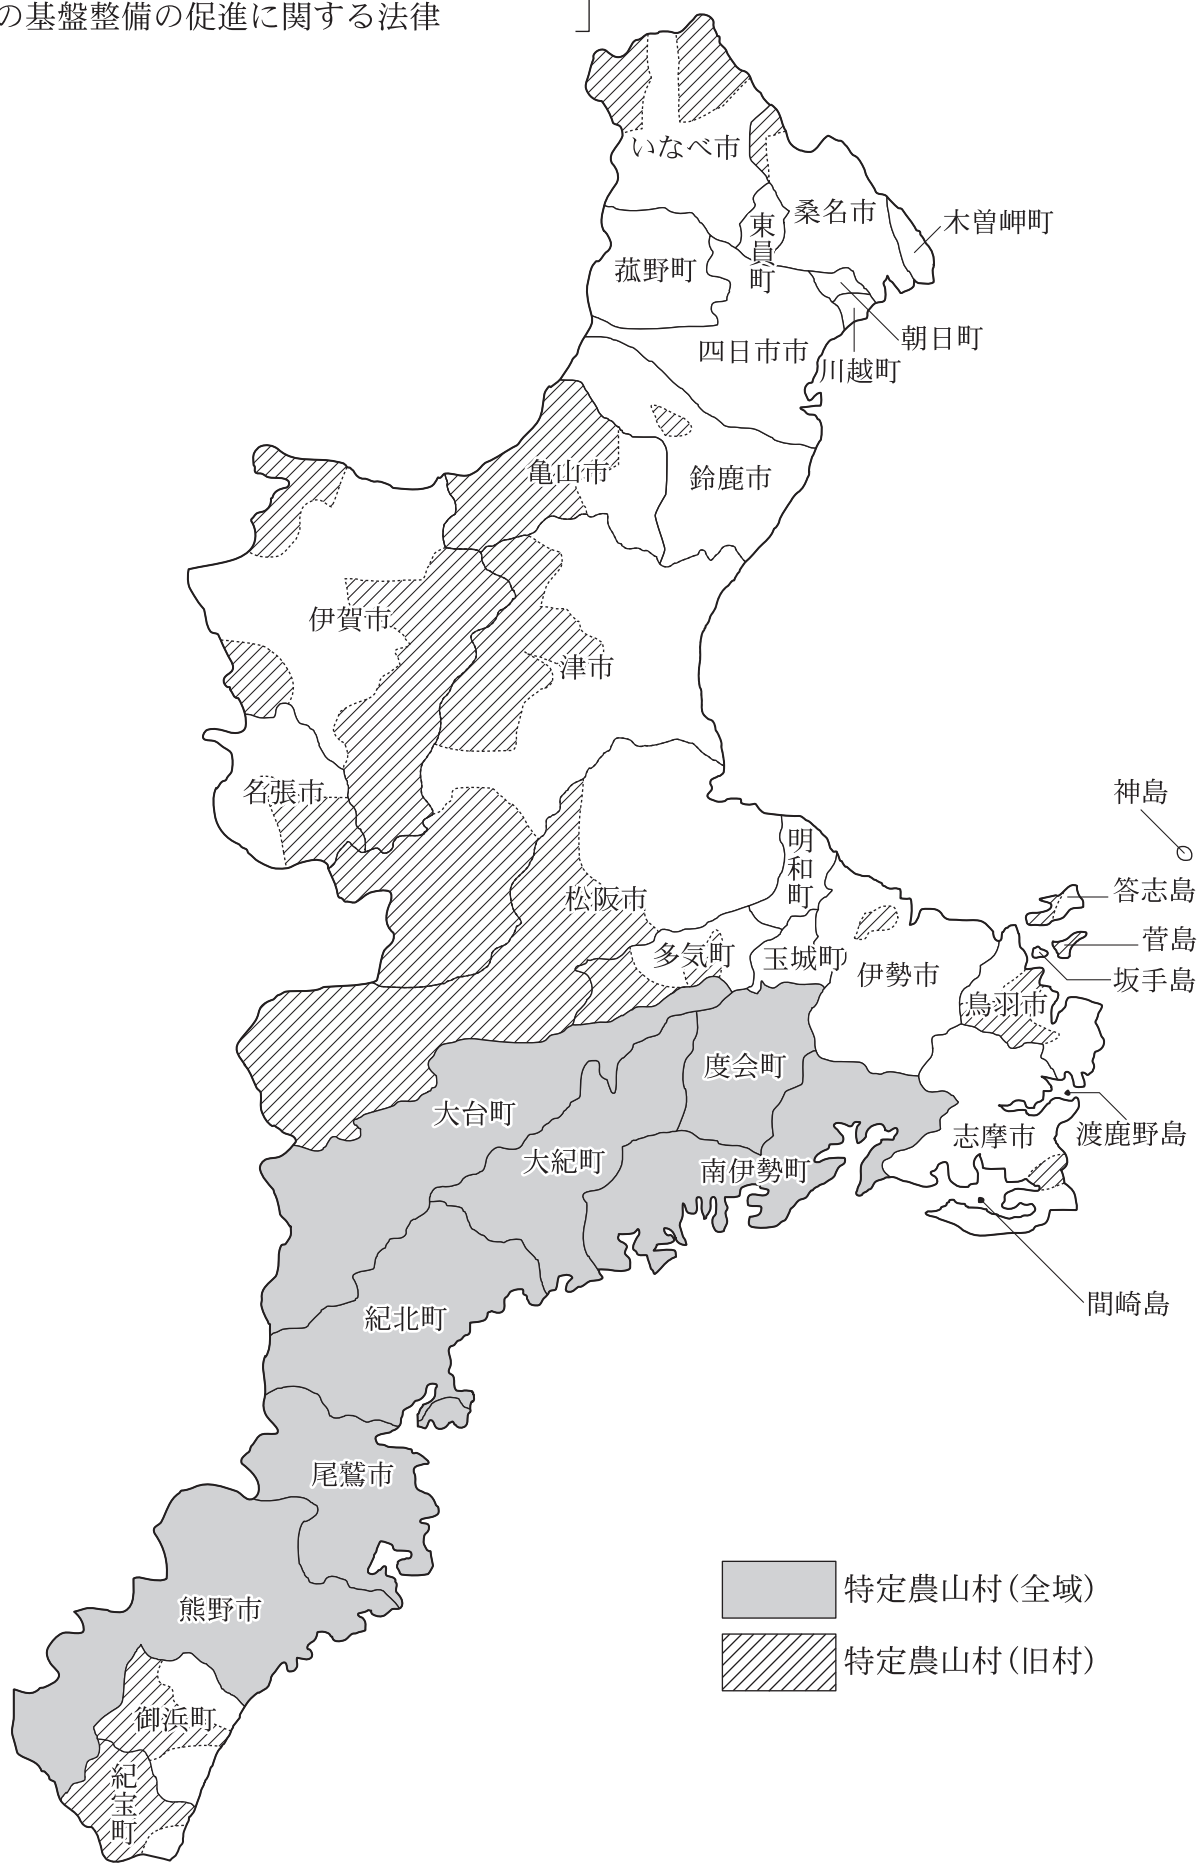 の基盤整備の促進に関する法律
」
いなべ市
桑名市
木曽岬町
東員町
菰野町
朝日町
四日市市
川越町
亀山市
鈴鹿市
伊賀市
津市
名張市
神島
明和町
答志島
松阪市
菅島
多気町
玉城町
伊勢市
坂手島
鳥羽市
度会町
大台町
志摩市
渡鹿野島
大紀町
南伊勢町
間崎島
紀北町
尾鷲市
特定農山村(全域)
熊野市
特定農山村(旧村)
御浜町
紀宝町